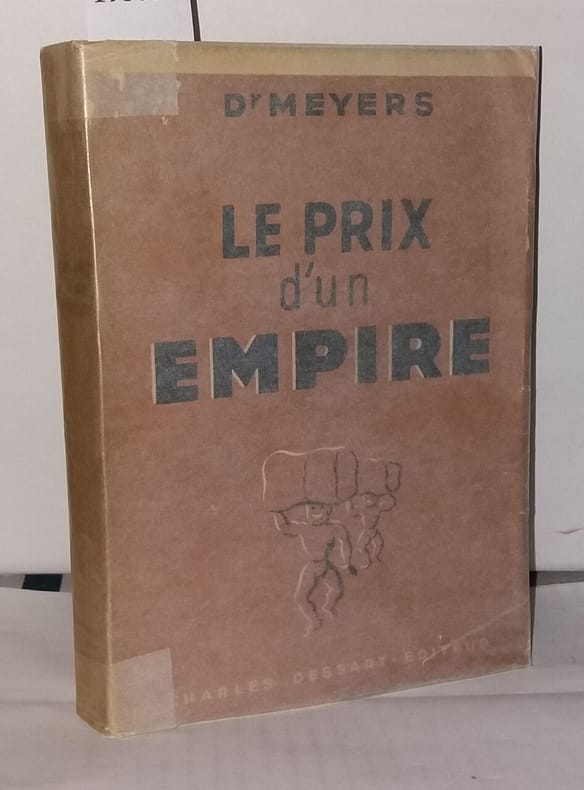 Dr MEYERS
LE PRIX
d'un
EMPIRE
CHARLES DESSART · EDITEUR